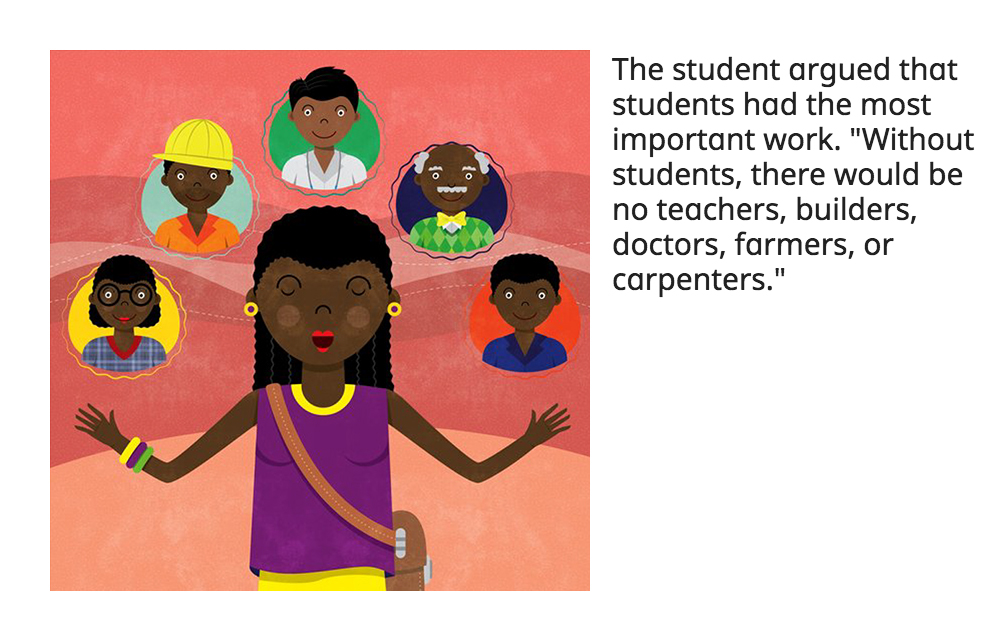 The student argued that
students had the most
important work. "Without
students, there would be
no teachers, builders,
doctors, farmers, or
carpenters."